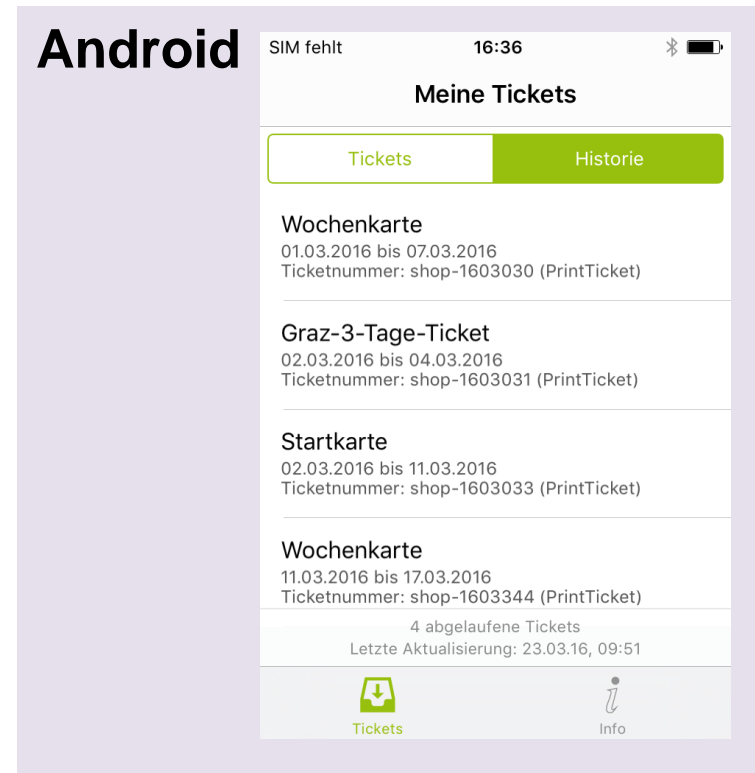 Android
SIM fehlt 16:36
Meine Tickets
Tickets Historie
Wochenkarte
01.03.2016 bis 07.03.2016
Ticketnummer: shop-1603030 (PrintTicket)
Graz-3-Tage-Ticket
02.03.2016 bis 04.03.2016
Ticketnummer: shop-1603031 (PrintTicket)
Startkarte
02.03.2016 bis 11.03.2016
Ticketnummer: shop-1603033 (PrintTicket)
Wochenkarte
11.03.2016 bis 17.03.2016
Ticketnummer: shop-1603344 (PrintTicket)
4 abgelaufene Tickets
Letzte Aktualisierung: 23.03.16, 09:51
Tickets Info